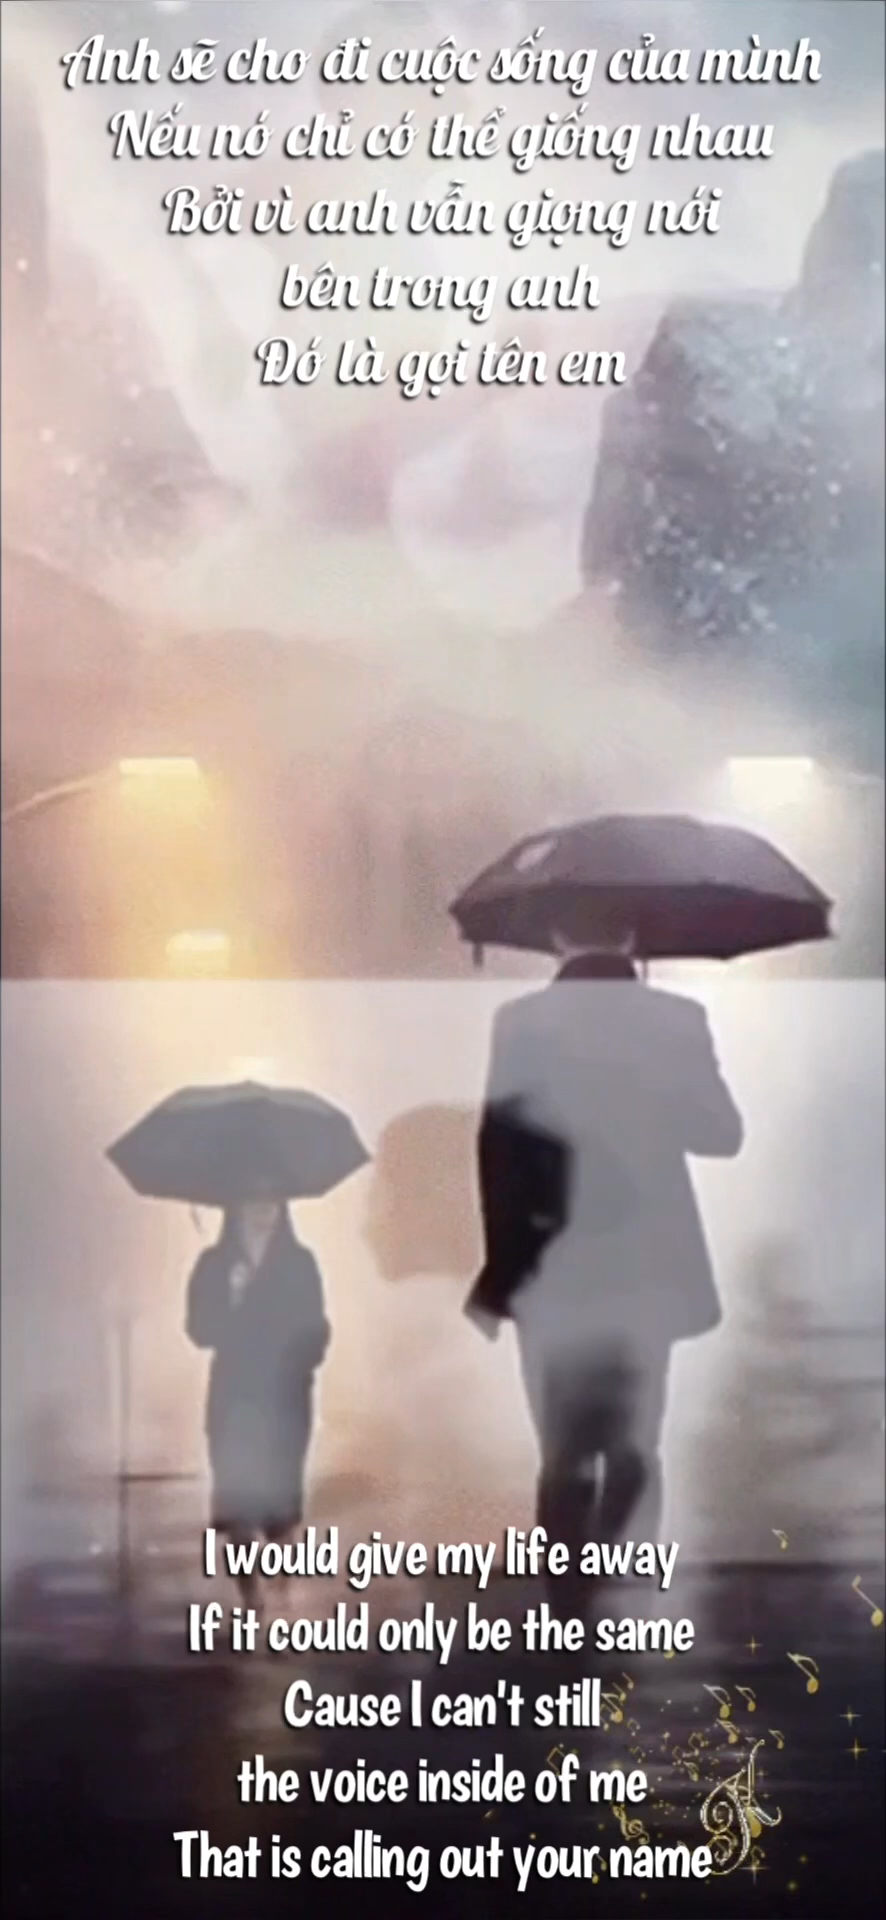 Anh sẽ cho đi cuộc sống của mình
Nếu nó chỉ có thể giống nhau
Bởi vì anh vẫn giọng nói
bên trong anh
Đó là gọi tên em
I would give my life away
If it could only be the same
Cause I can't still
the voice inside of me
That is calling out your name
A